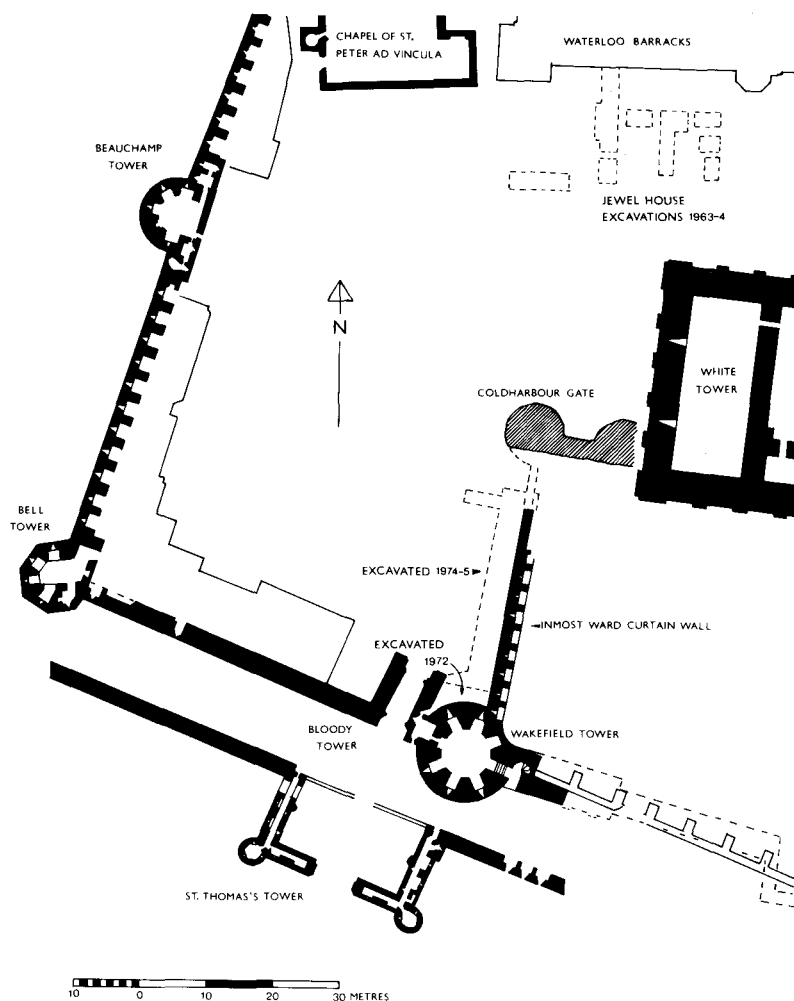 CHAPEL OF ST.
PETER AD VINCULA
WATERLOO BARRACKS
BEAUCHAMP
TOWER
JEWEL HOUSE
EXCAVATIONS 1963-4
N
WHITE
TOWER
COLDHARBOUR GATE
BELL
TOWER
EXCAVATED 1974-5
INMOST WARD CURTAIN WALL
EXCAVATED
1972
BLOODY
TOWER
WAKEFIELD TOWER
ST. THOMAS'S TOWER
10 0 10 20 30 METRES